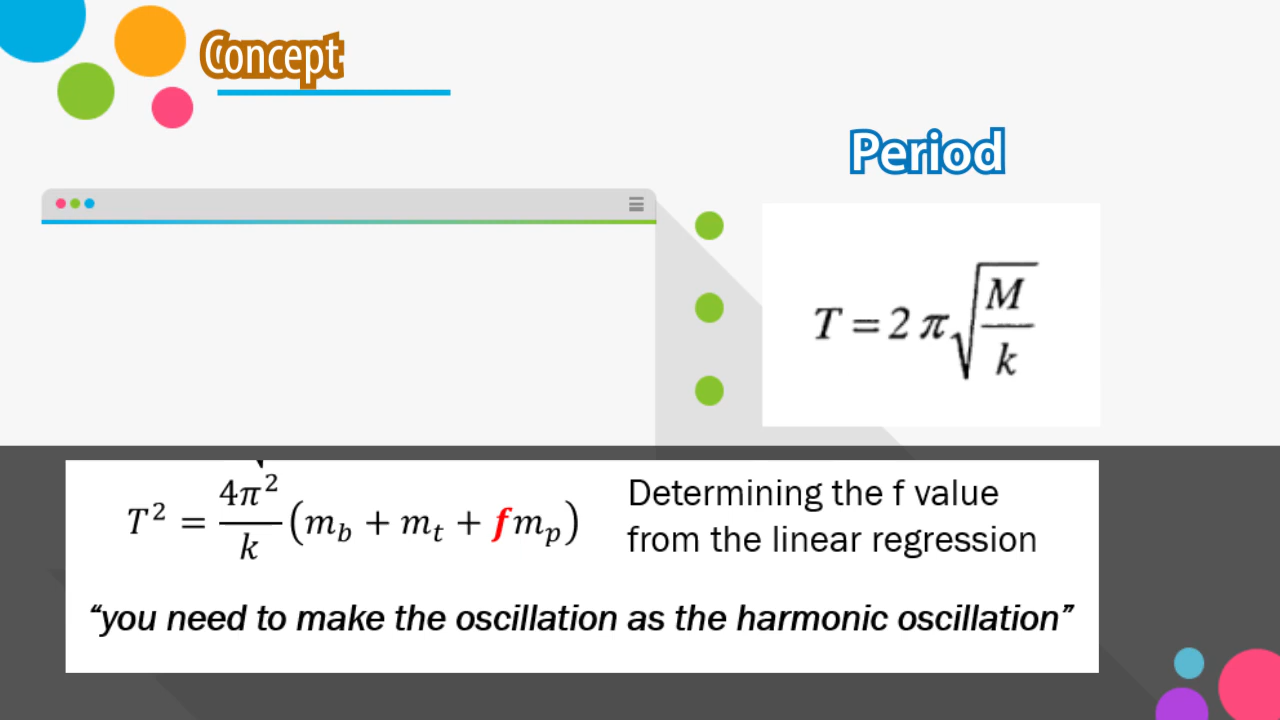 Concept
Period
T = 2π√(M/k)
T² = 4π²/k (m_b + m_t + f m_p)
Determining the f value
from the linear regression
“you need to make the oscillation as the harmonic oscillation”